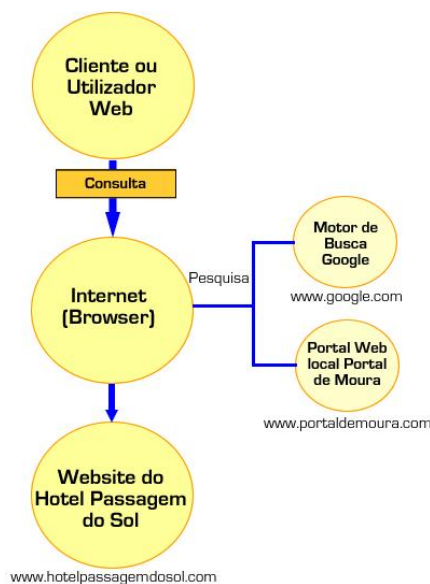 Cliente ou
Utilizador
Web
Consulta
Internet
(Browser)
Pesquisa
Motor de
Busca
Google
www.google.com
Portal Web
local Portal
de Moura
www.portaldemoura.com
Website do
Hotel Passagem
do Sol
www.hotelpassagemdosol.com